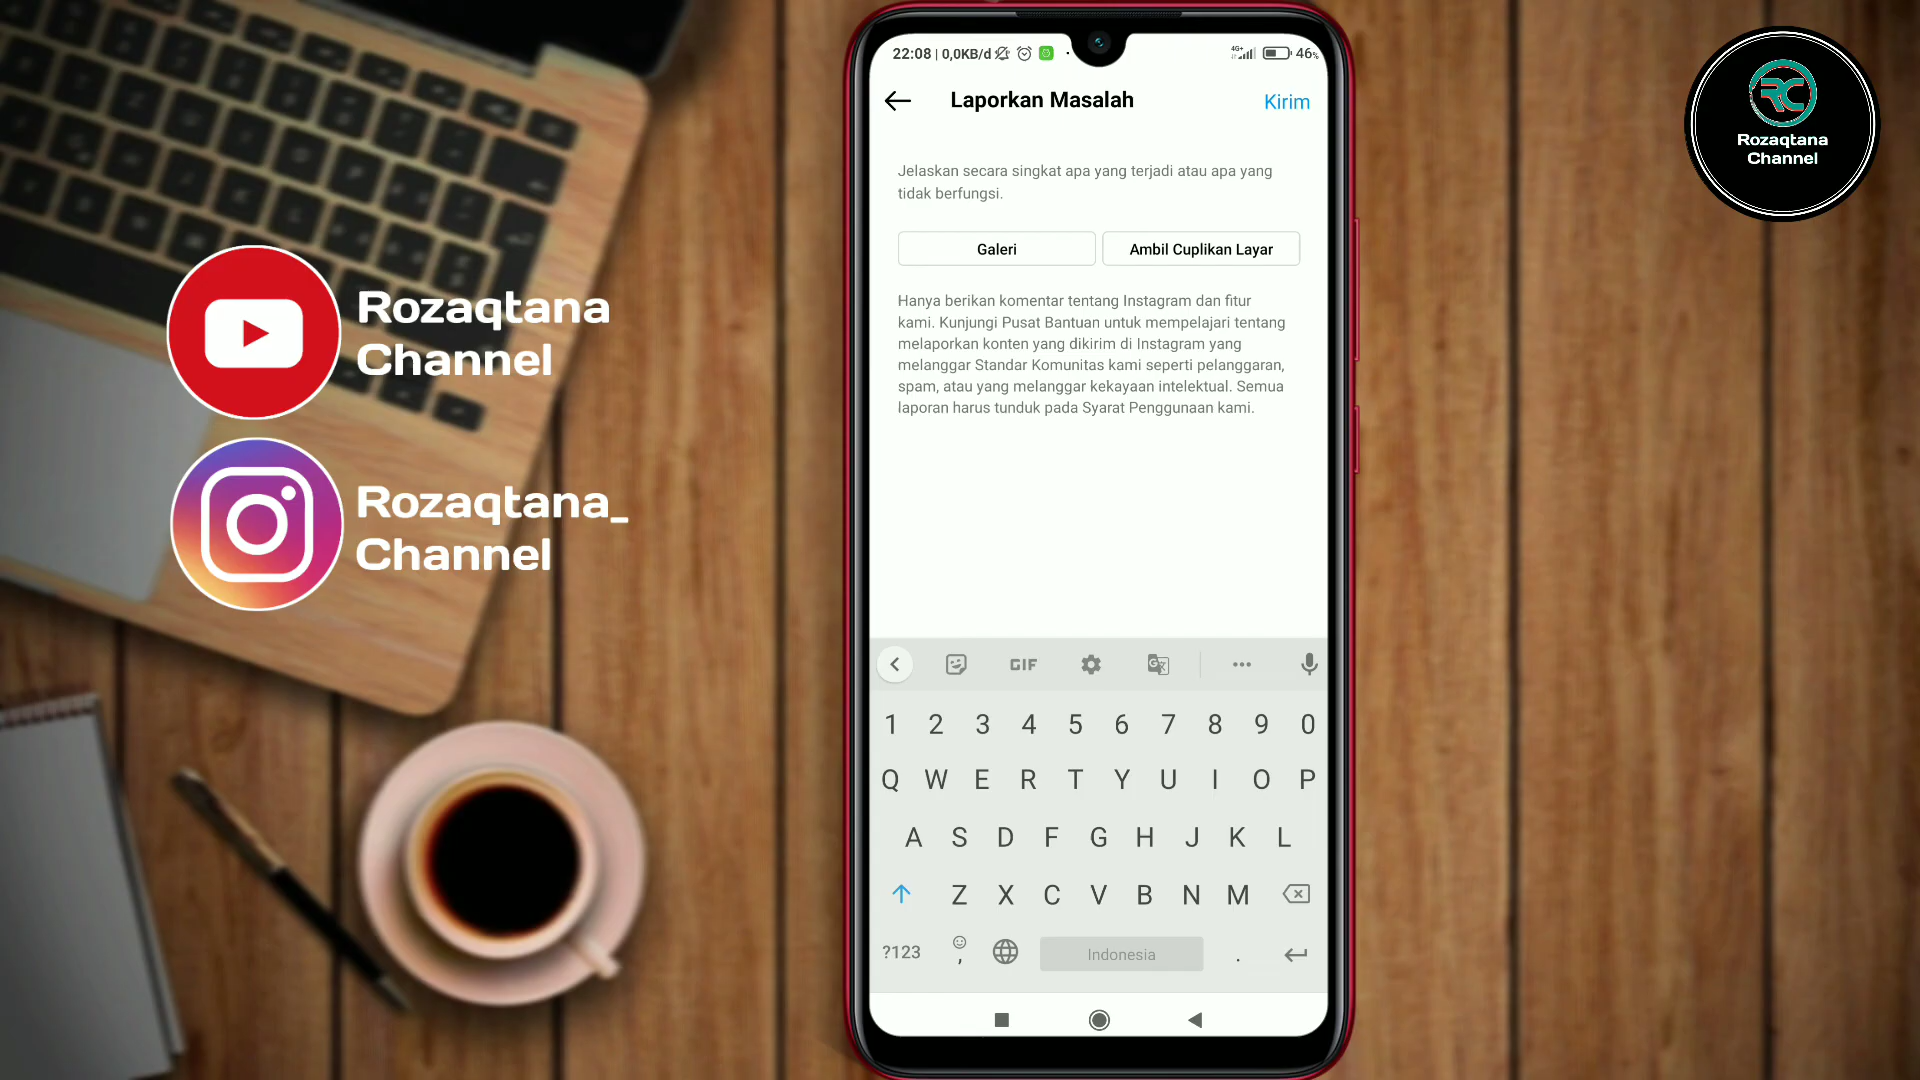 Rozaqtana
Channel
Rozaqtana_
Channel
22:08 | 0,0KB/d
4G+
46%
Laporkan Masalah
Kirim
Jelaskan secara singkat apa yang terjadi atau apa yang
tidak berfungsi.
Galeri
Ambil Cuplikan Layar
Hanya berikan komentar tentang Instagram dan fitur
kami. Kunjungi Pusat Bantuan untuk mempelajari tentang
melaporkan konten yang dikirim di Instagram yang
melanggar Standar Komunitas kami seperti pelanggaran,
spam, atau yang melanggar kekayaan intelektual. Semua
laporan harus tunduk pada Syarat Penggunaan kami.
GIF
1 2 3 4 5 6 7 8 9 0
Q W E R T Y U I O P
A S D F G H J K L
Z X C V B N M
?123 , Indonesia .
RC
Rozaqtana
Channel